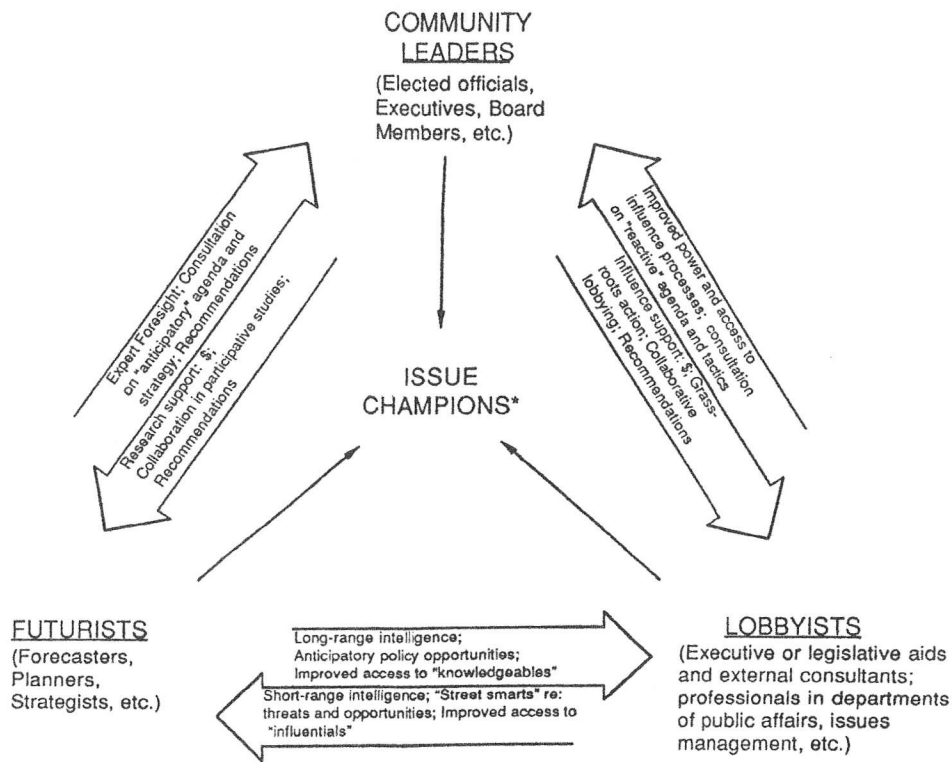 COMMUNITY
LEADERS
(Elected officials,
Executives, Board
Members, etc.)
Expert Foresight; Consultation
on "anticipatory" agenda and
strategy; Recommendations
Research support: $;
Collaboration in participative studies;
Recommendations
Improved power and access to
influence processes; consultation
on "reactive" agenda and tactics
Influence support: $; Grass-
roots action; Collaborative
lobbying; Recommendations
ISSUE
CHAMPIONS*
FUTURISTS
(Forecasters,
Planners,
Strategists, etc.)
Long-range intelligence;
Anticipatory policy opportunities;
Improved access to "knowledgeables"
Short-range intelligence; "Street smarts" re:
threats and opportunities; Improved access to
"influentials"
LOBBYISTS
(Executive or legislative aids
and external consultants;
professionals in departments
of public affairs, issues
management, etc.)